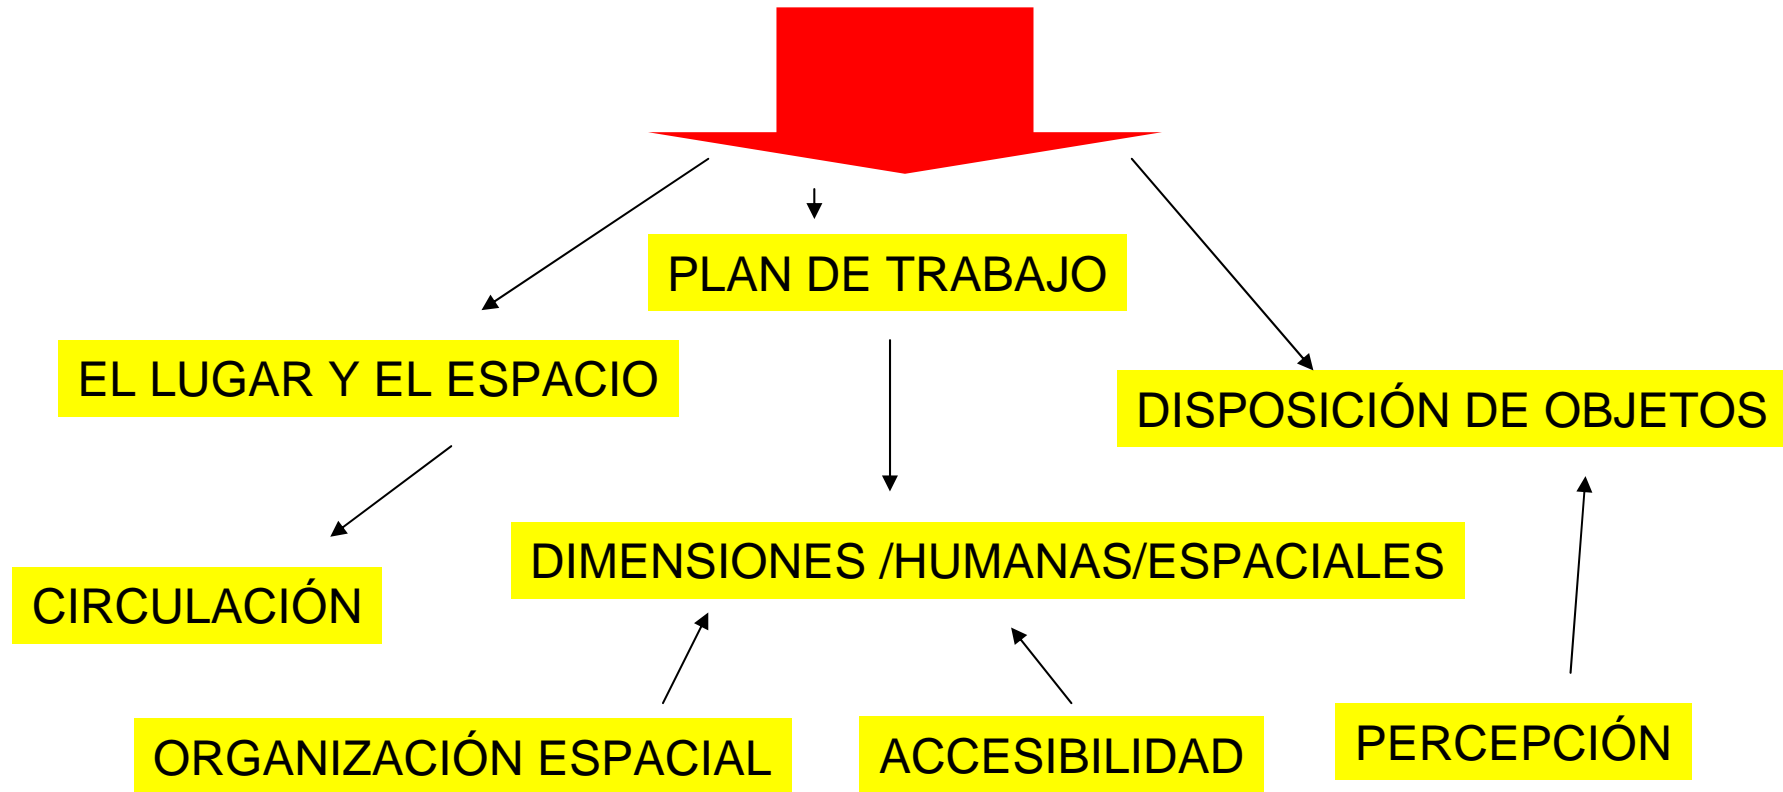 PLAN DE TRABAJO
EL LUGAR Y EL ESPACIO
DISPOSICIÓN DE OBJETOS
DIMENSIONES /HUMANAS/ESPACIALES
CIRCULACIÓN
ORGANIZACIÓN ESPACIAL
ACCESIBILIDAD
PERCEPCIÓN